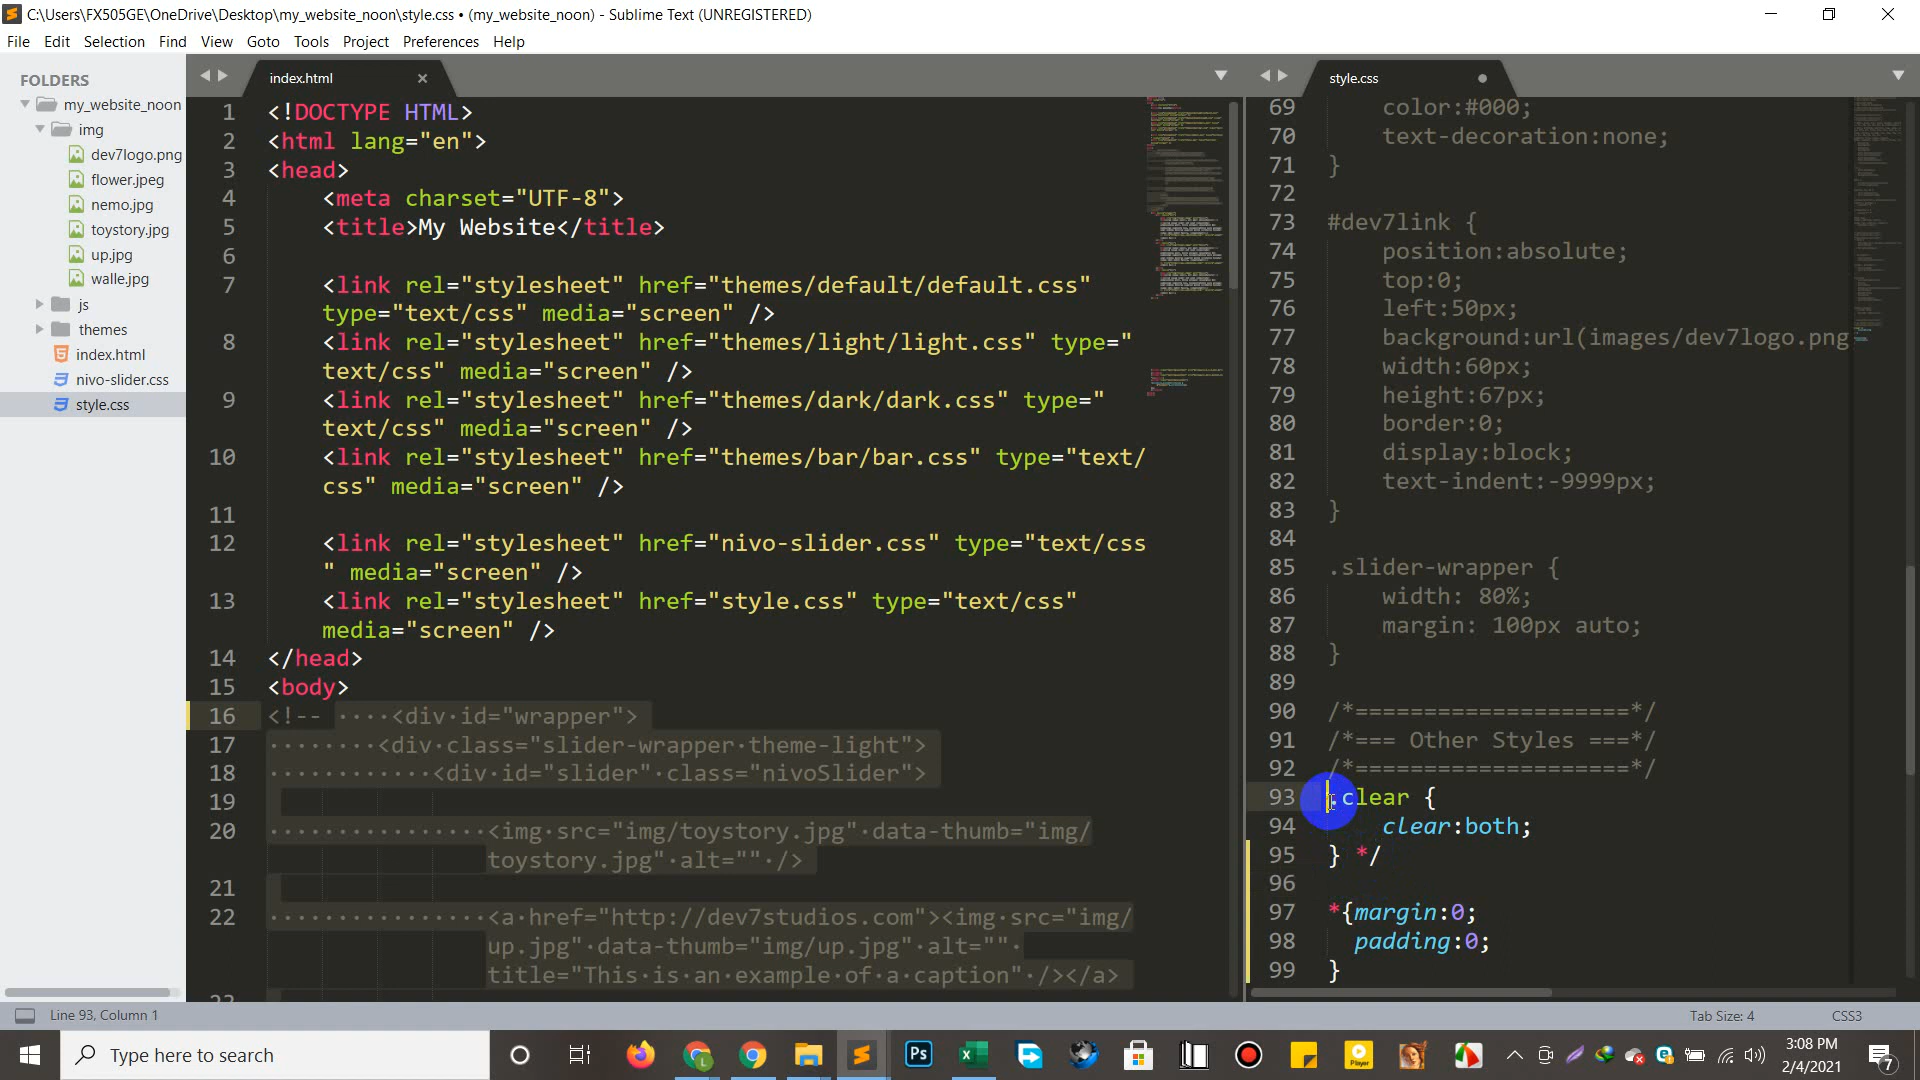 C:\Users\FX505GE\OneDrive\Desktop\my_website_noon\style.css • (my_website_noon) - Sublime Text (UNREGISTERED)
File Edit Selection Find View Goto Tools Project Preferences Help
FOLDERS
my_website_noon
img
dev7logo.png
flower.jpeg
nemo.jpg
toystory.jpg
up.jpg
walle.jpg
js
themes
index.html
nivo-slider.css
style.css
index.html
1 <!DOCTYPE HTML>
2 <html lang="en">
3 <head>
4 <meta charset="UTF-8">
5 <title>My Website</title>
6
7 <link rel="stylesheet" href="themes/default/default.css"
type="text/css" media="screen" />
8 <link rel="stylesheet" href="themes/light/light.css" type="
text/css" media="screen" />
9 <link rel="stylesheet" href="themes/dark/dark.css" type="
text/css" media="screen" />
10 <link rel="stylesheet" href="themes/bar/bar.css" type="text/
css" media="screen" />
11
12 <link rel="stylesheet" href="nivo-slider.css" type="text/css
" media="screen" />
13 <link rel="stylesheet" href="style.css" type="text/css"
media="screen" />
14 </head>
15 <body>
16 <!-- ····<div·id="wrapper">
17 ········<div·class="slider-wrapper·theme-light">
18 ············<div·id="slider"·class="nivoSlider">
19
20 ················<img·src="img/toystory.jpg"·data-thumb="img/
toystory.jpg"·alt=""·/>
21
22 ················<a·href="http://dev7studios.com"><img·src="img/
up.jpg"·data-thumb="img/up.jpg"·alt=""·
title="This·is·an·example·of·a·caption"·/></a>
style.css
69 color:#000;
70 text-decoration:none;
71 }
72
73 #dev7link {
74 position:absolute;
75 top:0;
76 left:50px;
77 background:url(images/dev7logo.png
78 width:60px;
79 height:67px;
80 border:0;
81 display:block;
82 text-indent:-9999px;
83 }
84
85 .slider-wrapper {
86 width: 80%;
87 margin: 100px auto;
88 }
89
90 /*====================*/
91 /*=== Other Styles ===*/
92 /*====================*/
93 .clear {
94 clear:both;
95 } */
96
97 *{margin:0;
98 padding:0;
99 }
Line 93, Column 1
Tab Size: 4
CSS3
Type here to search
3:08 PM
2/4/2021
7